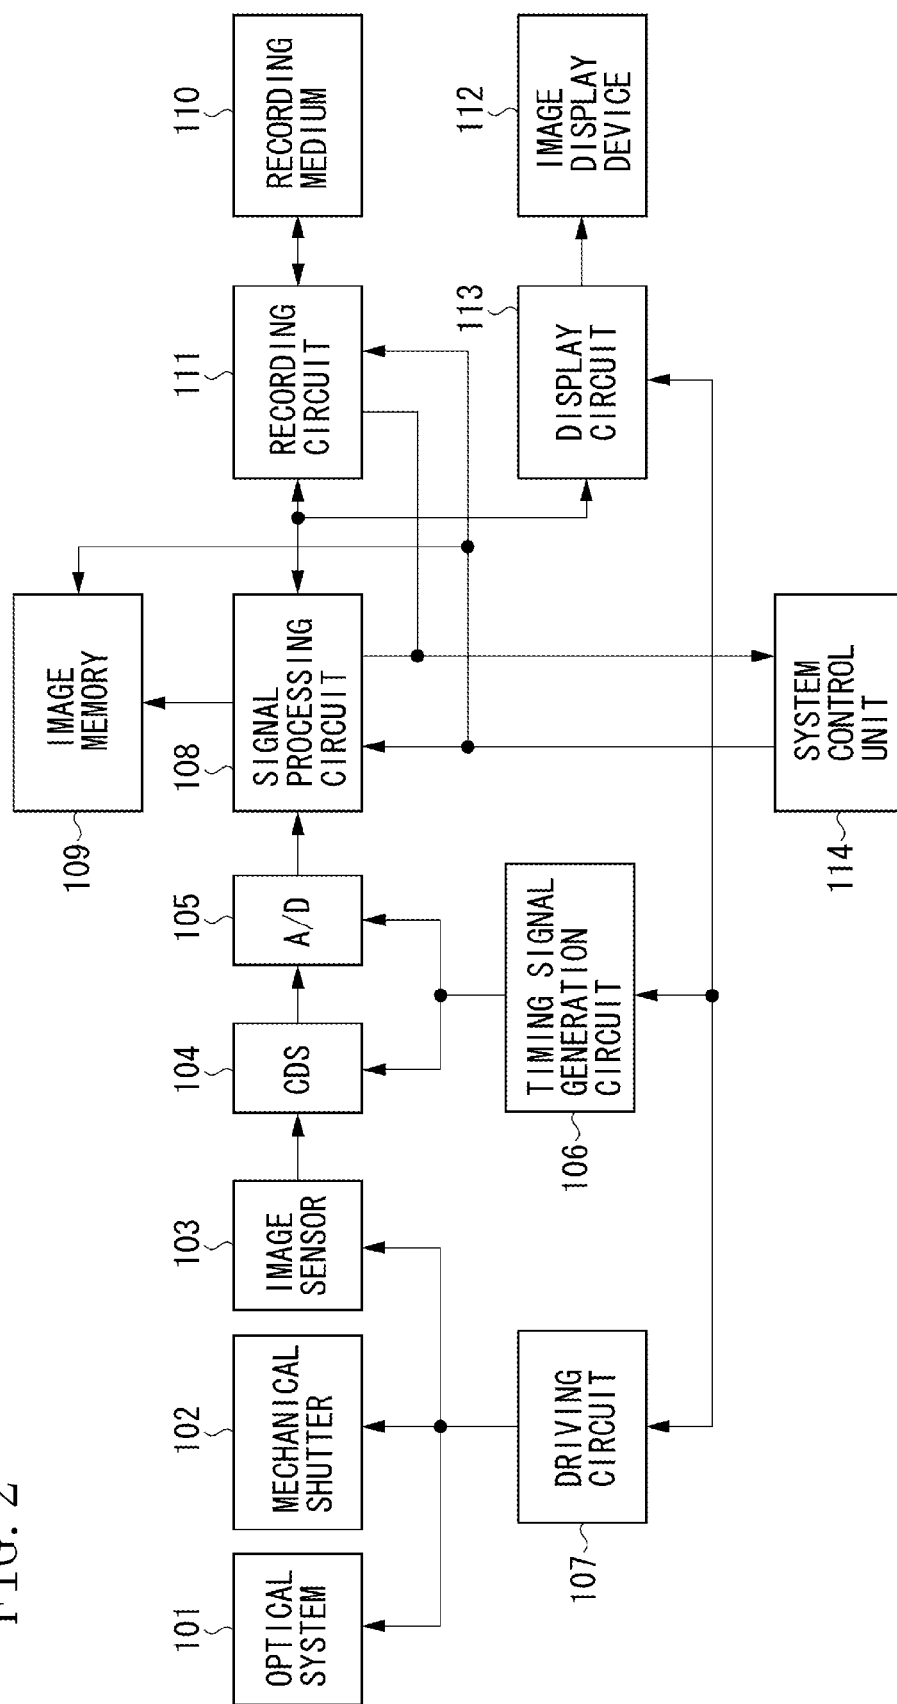 FIG. 2
101
OPTICAL
SYSTEM
102
MECHANICAL
SHUTTER
103
IMAGE
SENSOR
104
CDS
105
A/D
108
SIGNAL
PROCESSING
CIRCUIT
109
IMAGE
MEMORY
111
RECORDING
CIRCUIT
110
RECORDING
MEDIUM
107
DRIVING
CIRCUIT
106
TIMING SIGNAL
GENERATION
CIRCUIT
113
DISPLAY
CIRCUIT
112
IMAGE
DISPLAY
DEVICE
114
SYSTEM
CONTROL
UNIT